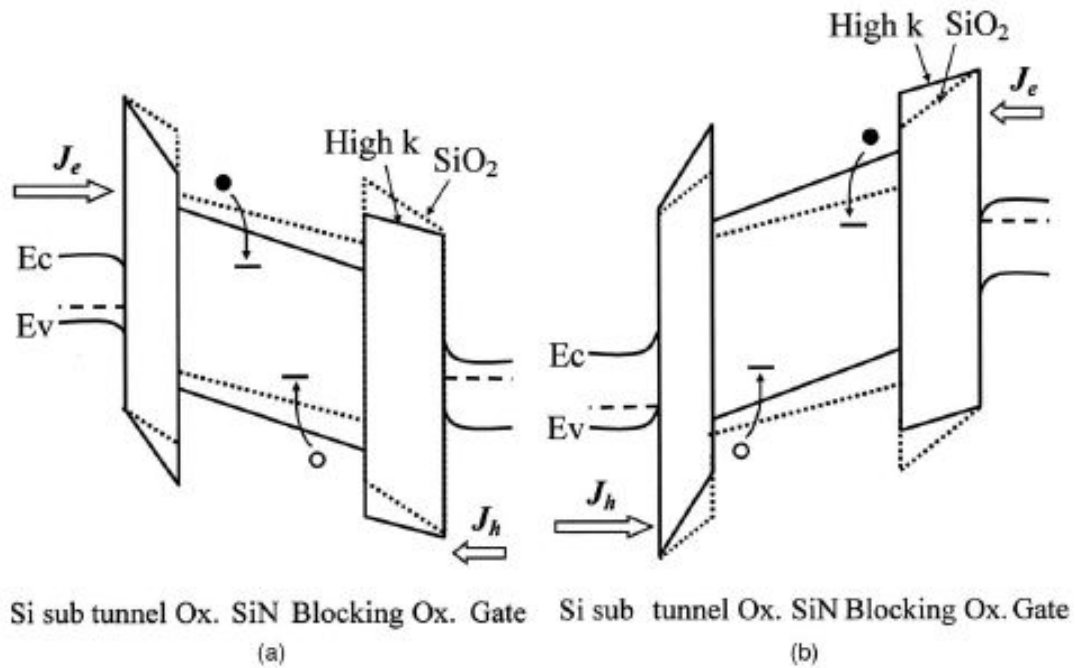 High k SiO₂
Jₑ
High k SiO₂
Jₑ
Ec
Ev
Ec
Ev
Jₕ
Jₕ
Si sub tunnel Ox. SiN Blocking Ox. Gate
Si sub tunnel Ox. SiN Blocking Ox. Gate
(a)
(b)